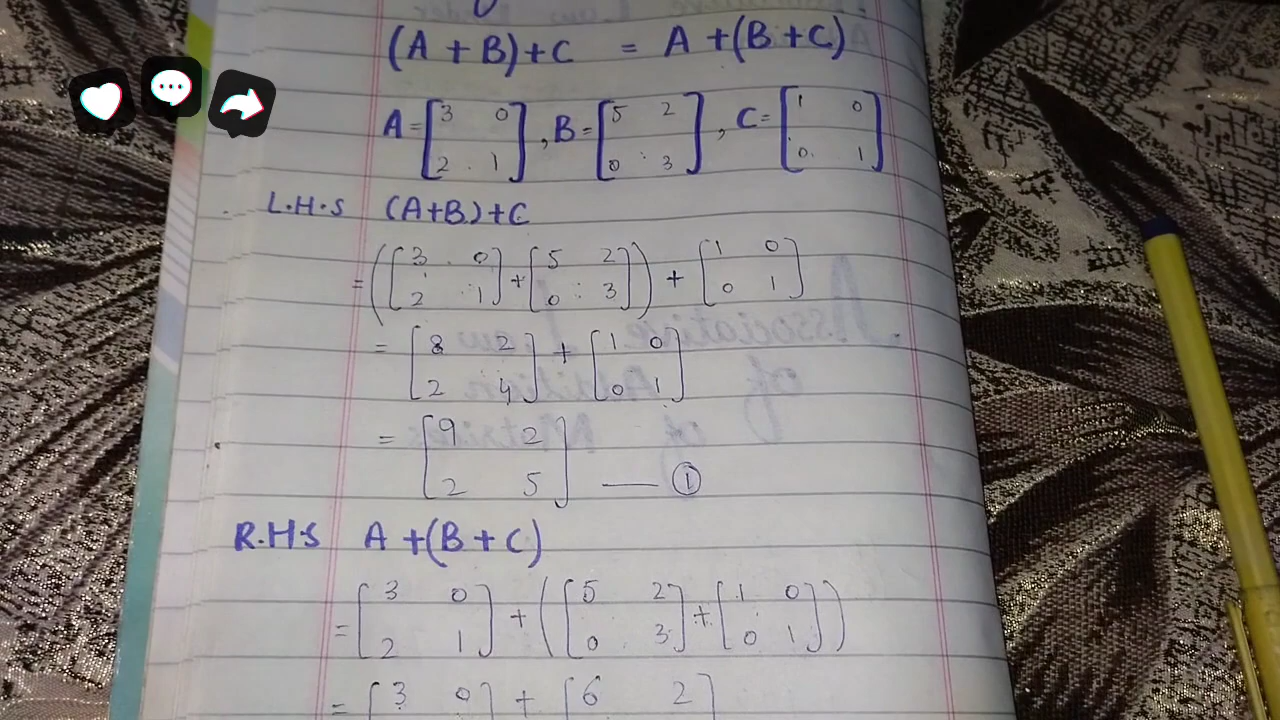 (A + B) + C = A + (B + C)
A = [3 0 2 1], B = [5 2 0 3], C = [1 0 0 1]
L.H.S (A+B)+C
= ([3 0 2 1] + [5 2 0 3]) + [1 0 0 1]
= [8 2 2 4] + [1 0 0 1]
= [9 2 2 5] — ①
R.H.S A + (B + C)
= [3 0 2 1] + ([5 2 0 3] + [1 0 0 1])
= [3 0] + [6 2]